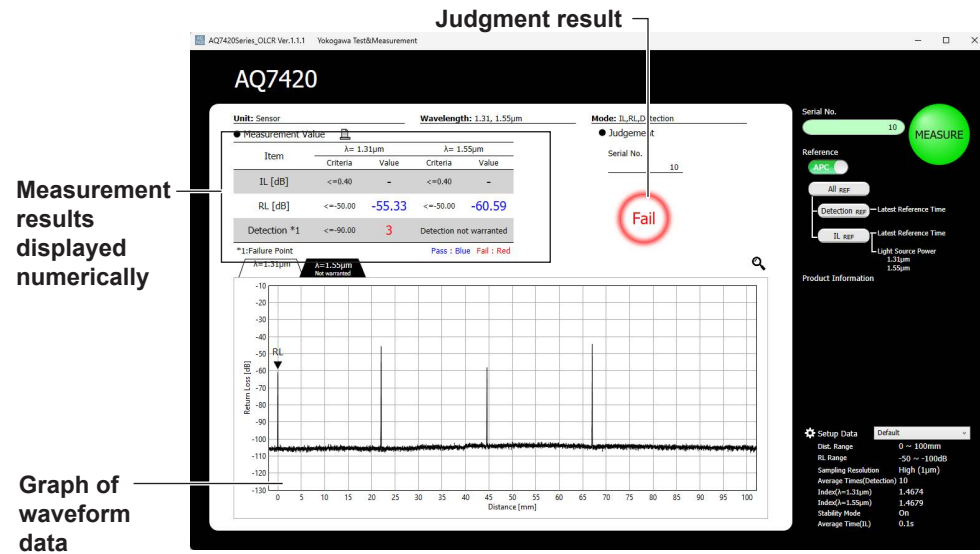 Judgment result
AQ7420Series_OLCR Ver.1.1.1 Yokogawa Test&Measurement
AQ7420
Unit: Sensor Wavelength: 1.31, 1.55μm Mode: IL,RL,Detection
Measurement Value
Item λ= 1.31μm λ= 1.55μm
Criteria Value Criteria Value
IL [dB] <=0.40 - <=0.40 -
RL [dB] <=-50.00 -55.33 <=-50.00 -60.59
Detection *1 <=-90.00 3 Detection not warranted
*1:Failure Point Pass : Blue Fail : Red
Judgement
Serial No.
10
Fail
Measurement
results
displayed
numerically
λ=1.31μm
λ=1.55μm
Not warranted
RL
Return Loss [dB]
-10
-20
-30
-40
-50
-60
-70
-80
-90
-100
-110
-120
-130
0 5 10 15 20 25 30 35 40 45 50 55 60 65 70 75 80 85 90 95 100
Distance [mm]
Graph of
waveform
data
Serial No.
10
MEASURE
Reference
APC
All REF
Detection REF Latest Reference Time
IL REF Latest Reference Time
Light Source Power
1.31μm
1.55μm
Product Information
Setup Data Default
Dist. Range 0 ~ 100mm
RL Range -50 ~ -100dB
Sampling Resolution High (1μm)
Average Times(Detection) 10
Index(λ=1.31μm) 1.4674
Index(λ=1.55μm) 1.4679
Stability Mode On
Average Time(IL) 0.1s